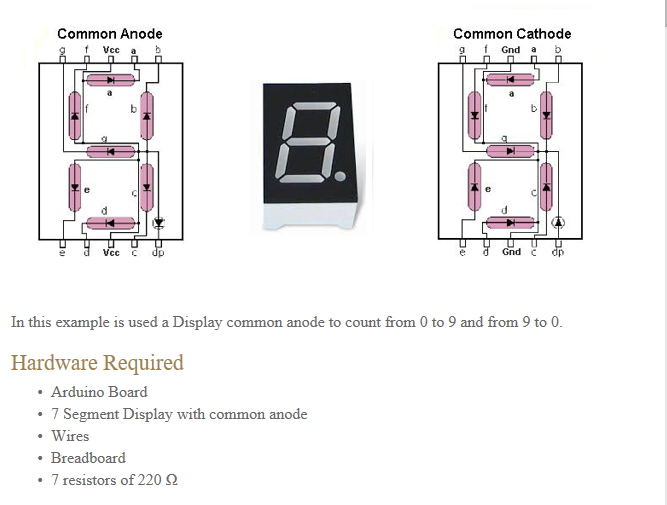 Common Anode
g f Vcc a b
a
f b
g
e c
d
e d Vcc c dp
Common Cathode
g f Gnd a b
a
f b
g
e c
d
e d Gnd c dp
In this example is used a Display common anode to count from 0 to 9 and from 9 to 0.
Hardware Required
• Arduino Board
• 7 Segment Display with common anode
• Wires
• Breadboard
• 7 resistors of 220 Ω